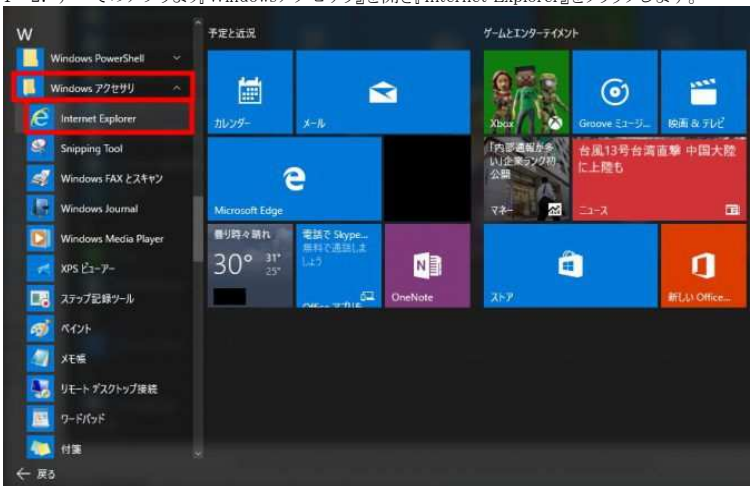 W
Windows PowerShell
Windows アクセサリ
Internet Explorer
Snipping Tool
Windows FAX とスキャン
Windows Journal
Windows Media Player
XPS ビューアー
ステップ記録ツール
ペイント
メモ帳
リモート デスクトップ接続
ワードパッド
付箋
戻る
予定と近況
カレンダー
メール
Microsoft Edge
曇り時々晴れ
30° 31°
25°
電話で Skype...
無料で通話しま
しょう
OneNote
ゲームとエンターテイメント
Xbox
Groove ミュージ...
映画 & テレビ
「内部通報が多
い」企業ランク初
公開
マネー
台風13号台湾直撃 中国大陸
に上陸も
ニュース
ストア
新しい Office...